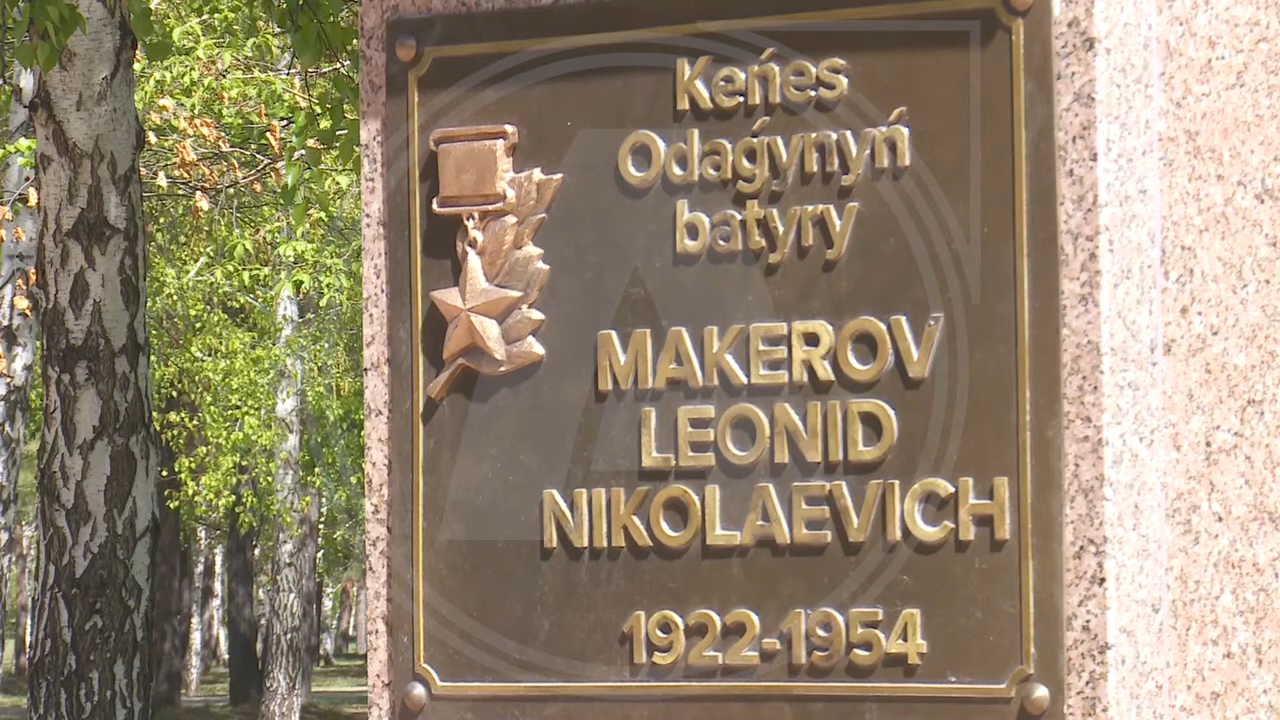 Keńes
Odaǵynyń
batyry
MAKEROV
LEONID
NIKOLAEVICH
1922-1954